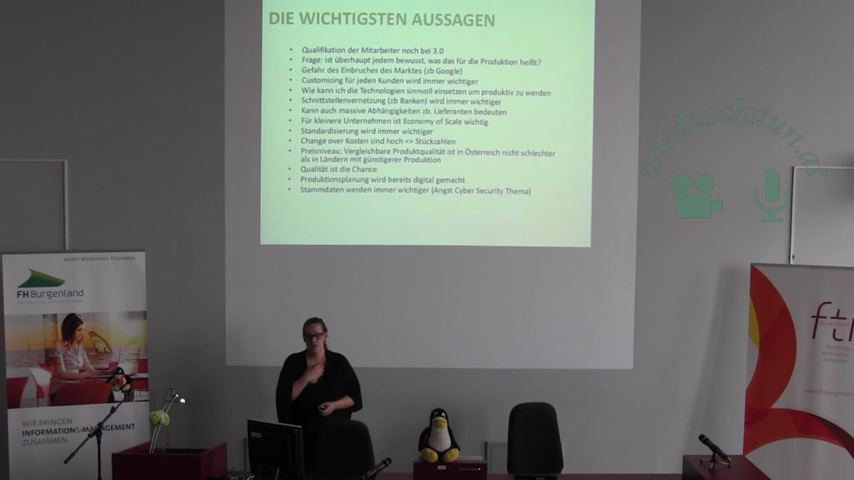 DIE WICHTIGSTEN AUSSAGEN
• Qualifikation der Mitarbeiter noch bei 3.0
• Frage: ist überhaupt jedem bewusst, was das für die Produktion heißt?
• Gefahr des Einbruches des Marktes (zb Google)
• Customizing für jeden Kunden wird immer wichtiger
• Wie kann ich die Technologien sinnvoll einsetzen um produktiv zu werden
• Schnittstellenvernetzung (zb Banken) wird immer wichtiger
• Kann auch massive Abhängigkeiten zb. Lieferanten bedeuten
• Für kleinere Unternehmen ist Economy of Scale wichtig
• Standardisierung wird immer wichtiger
• Change over Kosten sind hoch => Stückzahlen
• Preisniveau: Vergleichbare Produktqualität ist in Österreich nicht schlechter
als in Ländern mit günstigerer Produktion
• Qualität ist die Chance
• Produktionsplanung wird bereits digital gemacht
• Stammdaten werden immer wichtiger (Angst Cyber Security Thema)
wiedaschaun.at
FH Burgenland
WIR BRINGEN
INFORMATION&MANAGEMENT
ZUSAMMEN.